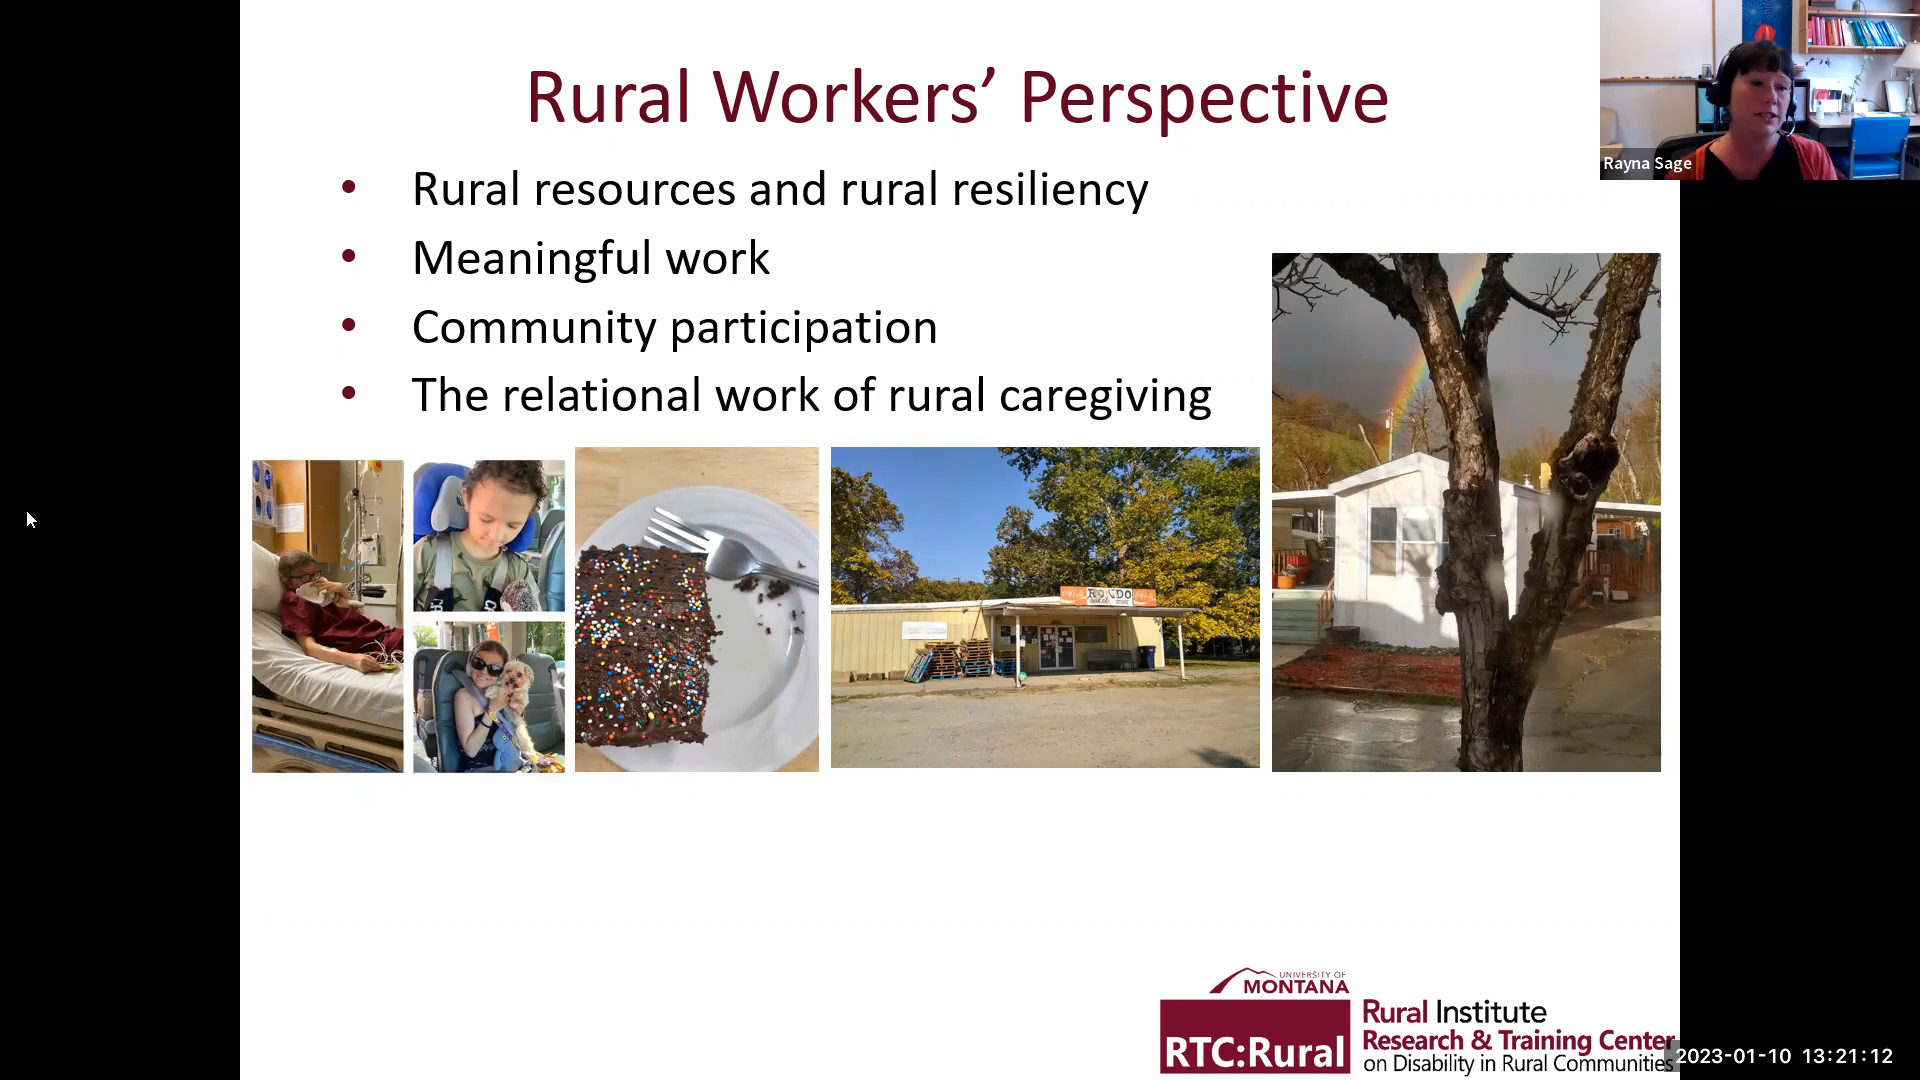 Rural Workers’ Perspective
• Rural resources and rural resiliency
• Meaningful work
• Community participation
• The relational work of rural caregiving
Rayna Sage
RONDO
UNIVERSITY OF
MONTANA
RTC:Rural
Rural Institute
Research & Training Center
on Disability in Rural Communities
2023-01-10 13:21:12